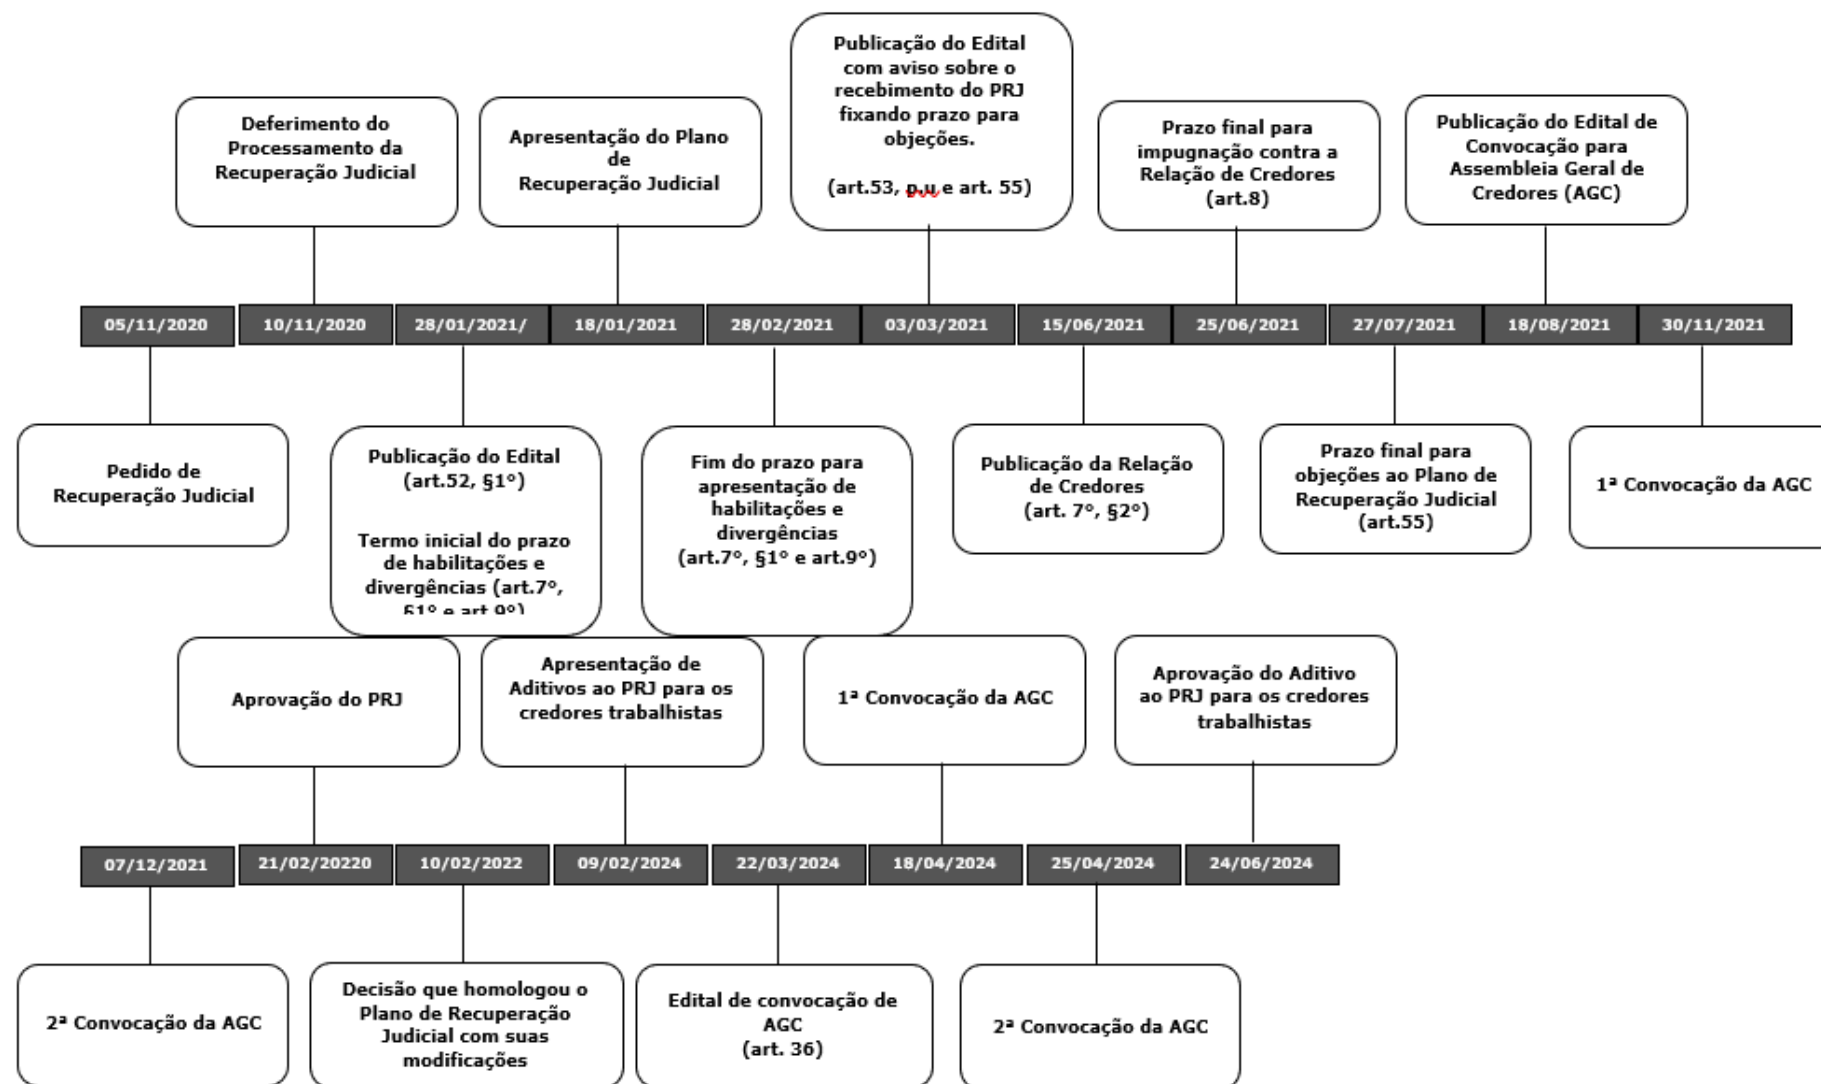 Publicação do Edital
com aviso sobre o
recebimento do PRJ
fixando prazo para
objeções.
(art.53, p.u e art. 55)
Deferimento do
Processamento da
Recuperação Judicial
Apresentação do Plano
de
Recuperação Judicial
Prazo final para
impugnação contra a
Relação de Credores
(art.8)
Publicação do Edital de
Convocação para
Assembleia Geral de
Credores (AGC)
05/11/2020
10/11/2020
28/01/2021/
18/01/2021
28/02/2021
03/03/2021
15/06/2021
25/06/2021
27/07/2021
18/08/2021
30/11/2021
Pedido de
Recuperação Judicial
Publicação do Edital
(art.52, §1º)
Termo inicial do prazo
de habilitações e
divergências (art.7º,
§1º e art.9º)
Fim do prazo para
apresentação de
habilitações e
divergências
(art.7º, §1º e art.9º)
Publicação da Relação
de Credores
(art. 7º, §2º)
Prazo final para
objeções ao Plano de
Recuperação Judicial
(art.55)
1ª Convocação da AGC
Aprovação do PRJ
Apresentação de
Aditivos ao PRJ para os
credores trabalhistas
1ª Convocação da AGC
Aprovação do Aditivo
ao PRJ para os credores
trabalhistas
07/12/2021
21/02/20220
10/02/2022
09/02/2024
22/03/2024
18/04/2024
25/04/2024
24/06/2024
2ª Convocação da AGC
Decisão que homologou o
Plano de Recuperação
Judicial com suas
modificações
Edital de convocação de
AGC
(art. 36)
2ª Convocação da AGC